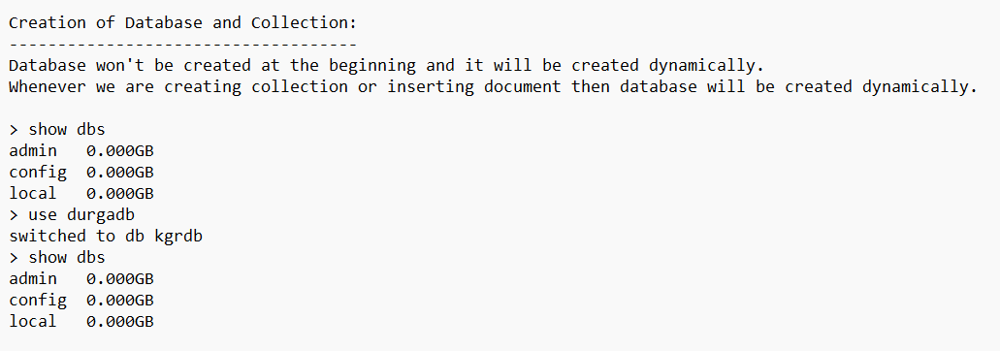 Creation of Database and Collection:
------------------------------------
Database won't be created at the beginning and it will be created dynamically.
Whenever we are creating collection or inserting document then database will be created dynamically.
> show dbs
admin   0.000GB
config  0.000GB
local   0.000GB
> use durgadb
switched to db kgrdb
> show dbs
admin   0.000GB
config  0.000GB
local   0.000GB